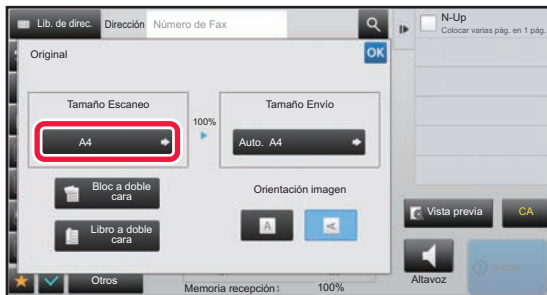 Lib. de direc. Dirección Número de Fax
N-Up
Colocar varias pág. en 1 pág.
Original
OK
Tamaño Escaneo
Tamaño Envío
100%
A4
Auto. A4
Bloc a doble
cara
Orientación imagen
A A
Libro a doble
cara
Vista previa
CA
Otros
Memoria recepción: 100%
Altavoz